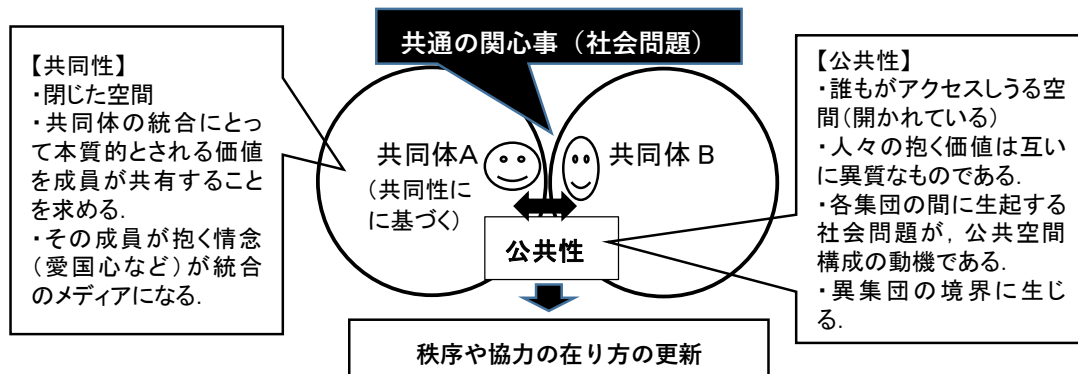 共通の関心事（社会問題）
【共同性】
・閉じた空間
・共同体の統合にとっ
て本質的とされる価値
を成員が共有すること
を求める．
・その成員が抱く情念
（愛国心など）が統合
のメディアになる．
共同体A
（共同性に
に基づく）
共同体 B
公共性
【公共性】
・誰もがアクセスしうる空
間（開かれている）
・人々の抱く価値は互い
に異質なものである．
・各集団の間に生起する
社会問題が，公共空間
構成の動機である．
・異集団の境界に生じ
る．
秩序や協力の在り方の更新